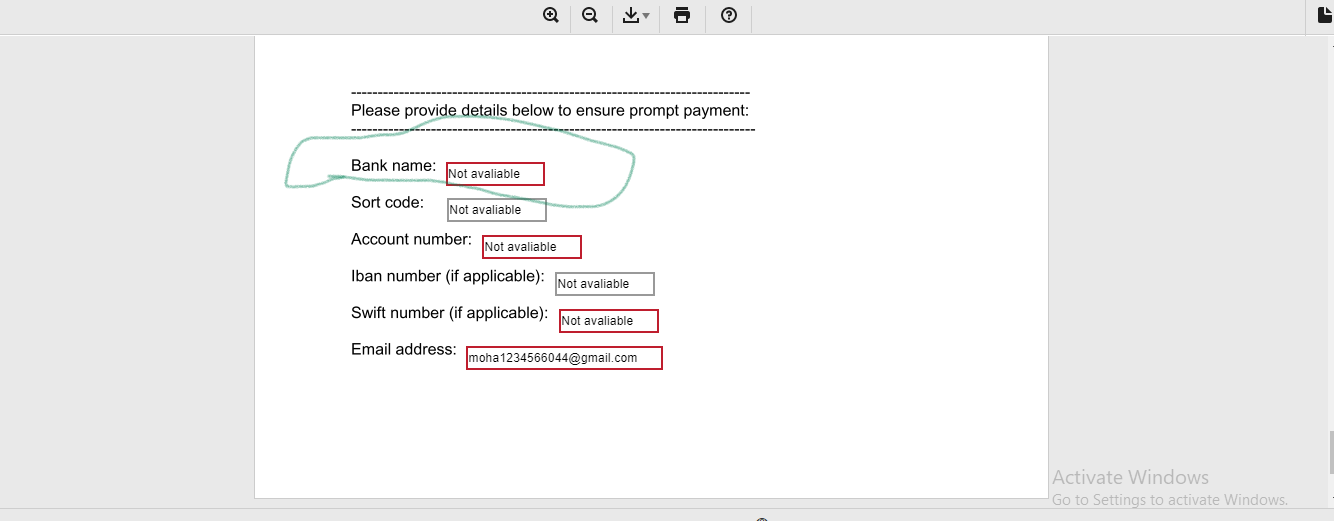 --------------------------------------------------------------------------
Please provide details below to ensure prompt payment:
---------------------------------------------------------------------------
Bank name: Not avaliable
Sort code: Not avaliable
Account number: Not avaliable
Iban number (if applicable): Not avaliable
Swift number (if applicable): Not avaliable
Email address: moha1234566044@gmail.com
Activate Windows
Go to Settings to activate Windows.